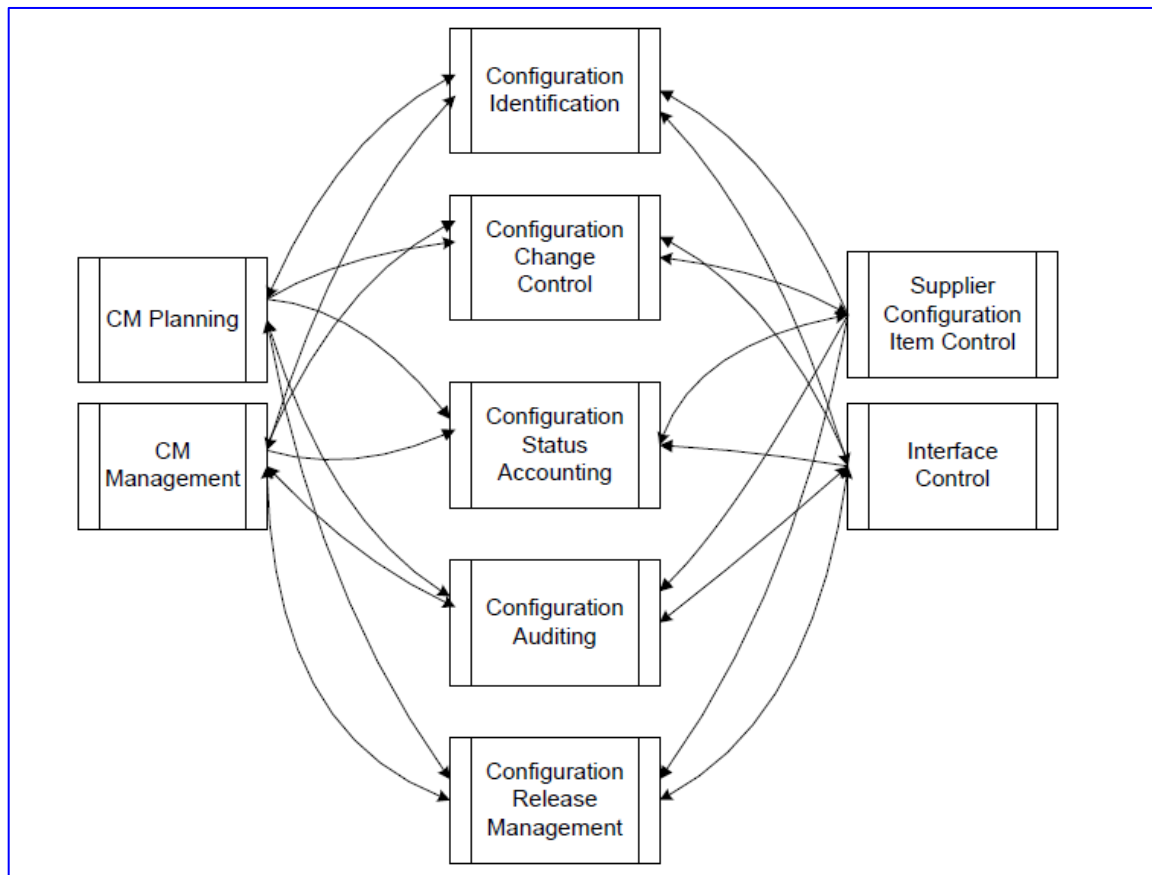 Configuration
Identification
Configuration
Change
Control
CM Planning
Supplier
Configuration
Item Control
CM
Management
Configuration
Status
Accounting
Interface
Control
Configuration
Auditing
Configuration
Release
Management